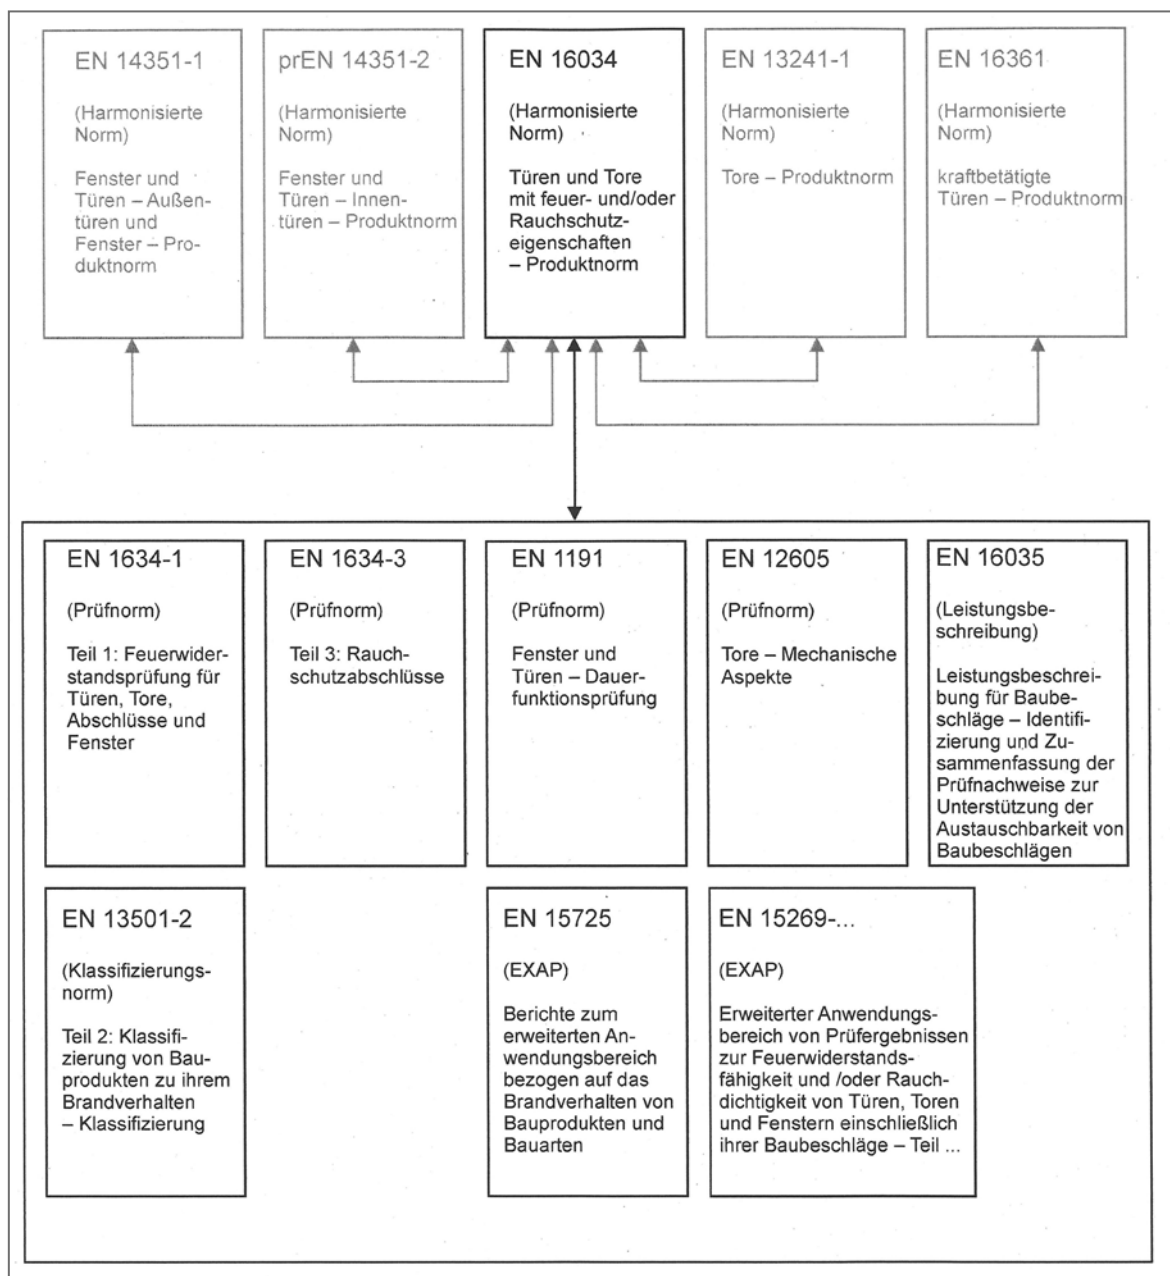 EN 14351-1
(Harmonisierte
Norm)
Fenster und
Türen – Außen-
türen und
Fenster – Pro-
duktnorm
prEN 14351-2
(Harmonisierte
Norm)
Fenster und
Türen – Innen-
türen – Produktnorm
EN 16034
(Harmonisierte
Norm)
Türen und Tore
mit feuer- und/oder
Rauchschutz-
eigenschaften
– Produktnorm
EN 13241-1
(Harmonisierte
Norm)
Tore – Produktnorm
EN 16361
(Harmonisierte
Norm)
kraftbetätigte
Türen – Produktnorm
EN 1634-1
(Prüfnorm)
Teil 1: Feuerwider-
standsprüfung für
Türen, Tore,
Abschlüsse und
Fenster
EN 1634-3
(Prüfnorm)
Teil 3: Rauch-
schutzabschlüsse
EN 1191
(Prüfnorm)
Fenster und
Türen – Dauer-
funktionsprüfung
EN 12605
(Prüfnorm)
Tore – Mechanische
Aspekte
EN 16035
(Leistungsbe-
schreibung)
Leistungsbeschrei-
bung für Baube-
schläge – Identifi-
zierung und Zu-
sammenfassung der
Prüfnachweise zur
Unterstützung der
Austauschbarkeit von
Baubeschlägen
EN 13501-2
(Klassifizierungs-
norm)
Teil 2: Klassifi-
zierung von Bau-
produkten zu ihrem
Brandverhalten
– Klassifizierung
EN 15725
(EXAP)
Berichte zum
erweiterten An-
wendungsbereich
bezogen auf das
Brandverhalten von
Bauprodukten und
Bauarten
EN 15269-...
(EXAP)
Erweiterter Anwendungs-
bereich von Prüfergebnissen
zur Feuerwiderstands-
fähigkeit und /oder Rauch-
dichtigkeit von Türen, Toren
und Fenstern einschließlich
ihrer Baubeschläge – Teil ...